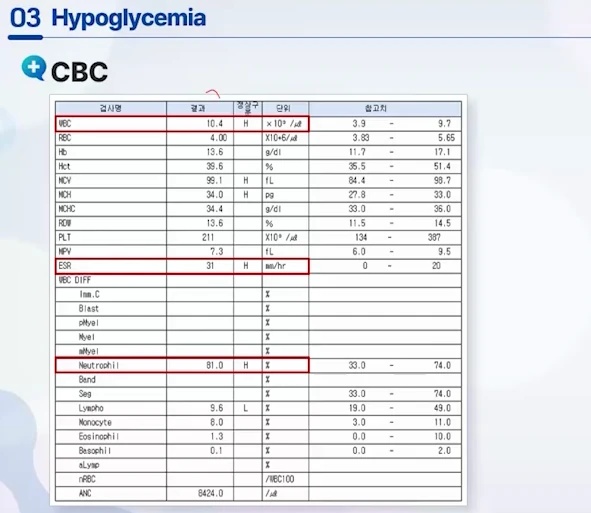 03 Hypoglycemia
CBC
검사명 결과 정상구분 단위 참고치
WBC 10.4 H ×10³ /㎕ 3.9 - 9.7
RBC 4.00 X10*6/㎕ 3.83 - 5.65
Hb 13.6 g/dl 11.7 - 17.1
Hct 39.6 % 35.5 - 51.4
MCV 99.1 H fL 84.4 - 98.7
MCH 34.0 H pg 27.8 - 33.0
MCHC 34.4 g/dl 33.0 - 36.0
RDW 13.6 % 11.5 - 14.5
PLT 211 X10³ /㎕ 134 - 387
MPV 7.3 fL 6.0 - 9.5
ESR 31 H mm/hr 0 - 20
WBC DIFF
Imm.C %
Blast %
pMyel %
Myel %
mMyel %
Neutrophil 81.0 H % 33.0 - 74.0
Band %
Seg % 33.0 - 74.0
Lympho 9.6 L % 19.0 - 49.0
Monocyte 8.0 % 3.0 - 11.0
Eosinophil 1.3 % 0.0 - 10.0
Basophil 0.1 % 0.0 - 2.0
aLymp %
nRBC /WBC100
ANC 8424.0 /㎕